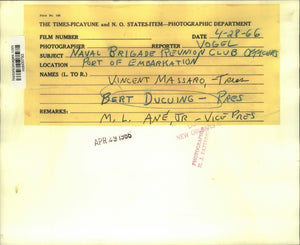 THE TIMES-PICAYUNE and N. O. STATES-ITEM—PHOTOGRAPHIC DEPARTMENT
FILM NUMBER DATE 4-28-66
PHOTOGRAPHER REPORTER VOGEL
SUBJECT NAVAL BRIGADE REUNION CLUB OFFICERS
LOCATION PORT OF EMBARKATION
NAMES (L. TO R.)
VINCENT MASSARO, - TREAS
BERT DUCUING - PRES
REMARKS:
M. L. ANÉ, JR - VICE PRES
APR 29 1966